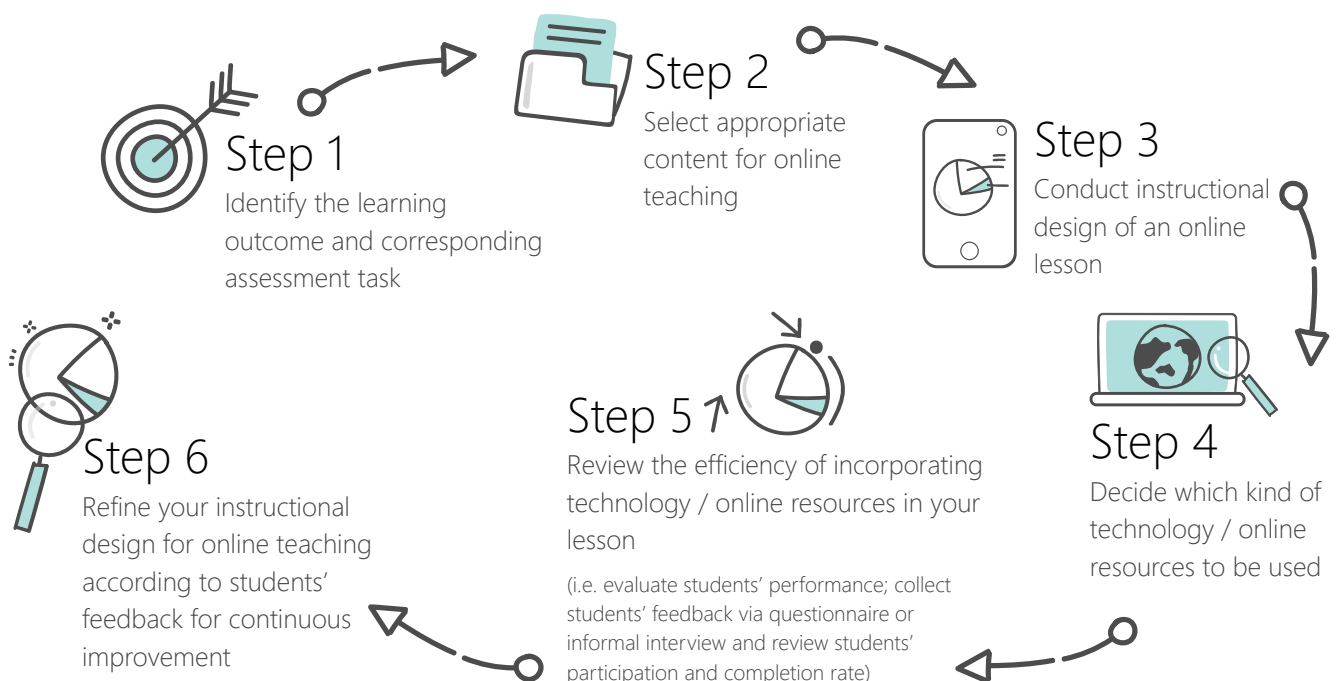 Step 1
Identify the learning
outcome and corresponding
assessment task
Step 2
Select appropriate
content for online
teaching
Step 3
Conduct instructional
design of an online
lesson
Step 4
Decide which kind of
technology / online
resources to be used
Step 5
Review the efficiency of incorporating
technology / online resources in your
lesson
(i.e. evaluate students’ performance; collect
students’ feedback via questionnaire or
informal interview and review students’
participation and completion rate)
Step 6
Refine your instructional
design for online teaching
according to students’
feedback for continuous
improvement